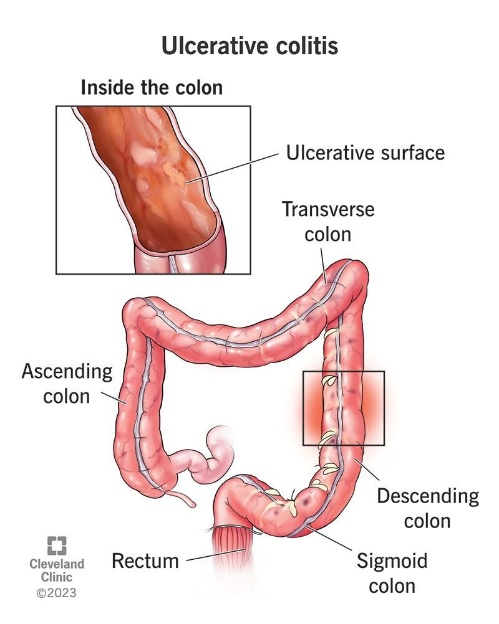 Ulcerative colitis
Inside the colon
Ulcerative surface
Transverse
colon
Ascending
colon
Descending
colon
Rectum
Sigmoid
colon
Cleveland
Clinic
©2023